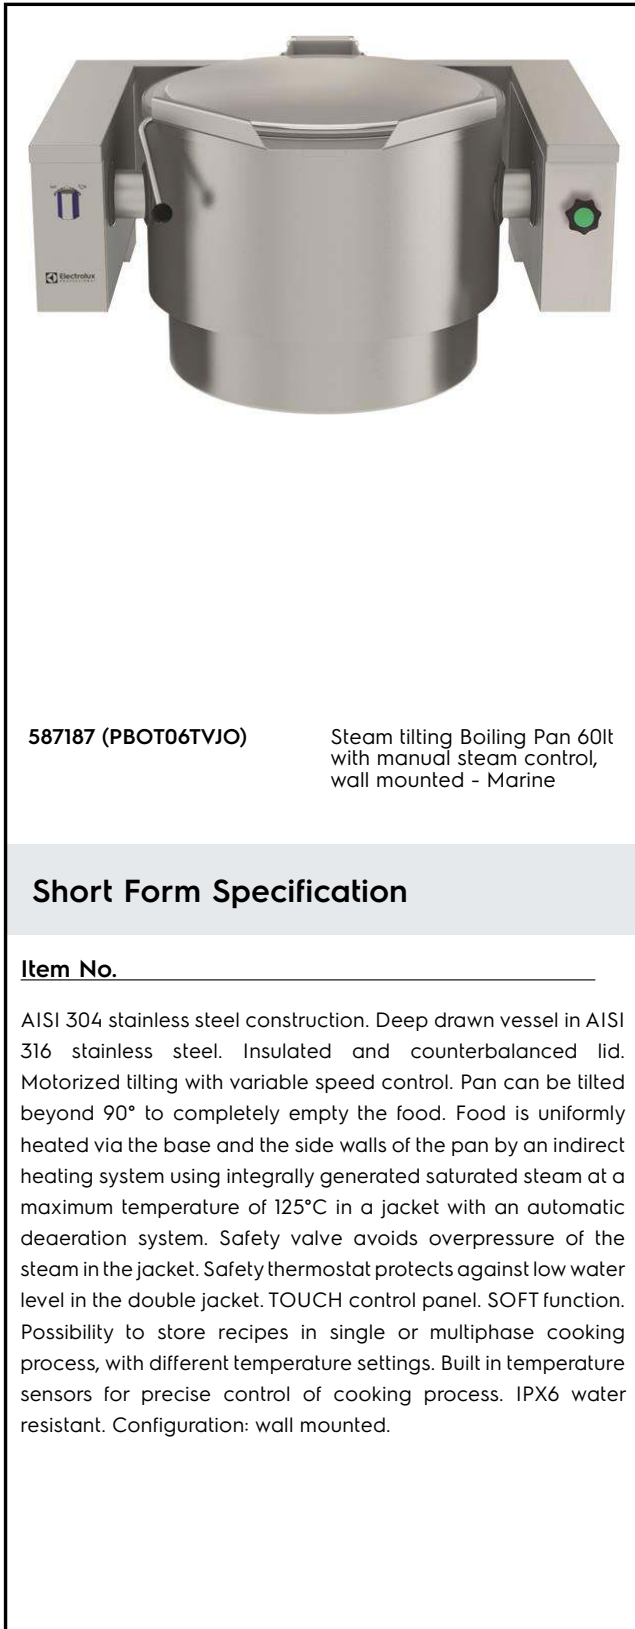 Electrolux
PROFESSIONAL
587187 (PBOT06TVJO)
Steam tilting Boiling Pan 60lt
with manual steam control,
wall mounted - Marine
Short Form Specification
Item No.
AISI 304 stainless steel construction. Deep drawn vessel in AISI
316 stainless steel. Insulated and counterbalanced lid.
Motorized tilting with variable speed control. Pan can be tilted
beyond 90° to completely empty the food. Food is uniformly
heated via the base and the side walls of the pan by an indirect
heating system using integrally generated saturated steam at a
maximum temperature of 125°C in a jacket with an automatic
deaeration system. Safety valve avoids overpressure of the
steam in the jacket. Safety thermostat protects against low water
level in the double jacket. TOUCH control panel. SOFT function.
Possibility to store recipes in single or multiphase cooking
process, with different temperature settings. Built in temperature
sensors for precise control of cooking process. IPX6 water
resistant. Configuration: wall mounted.